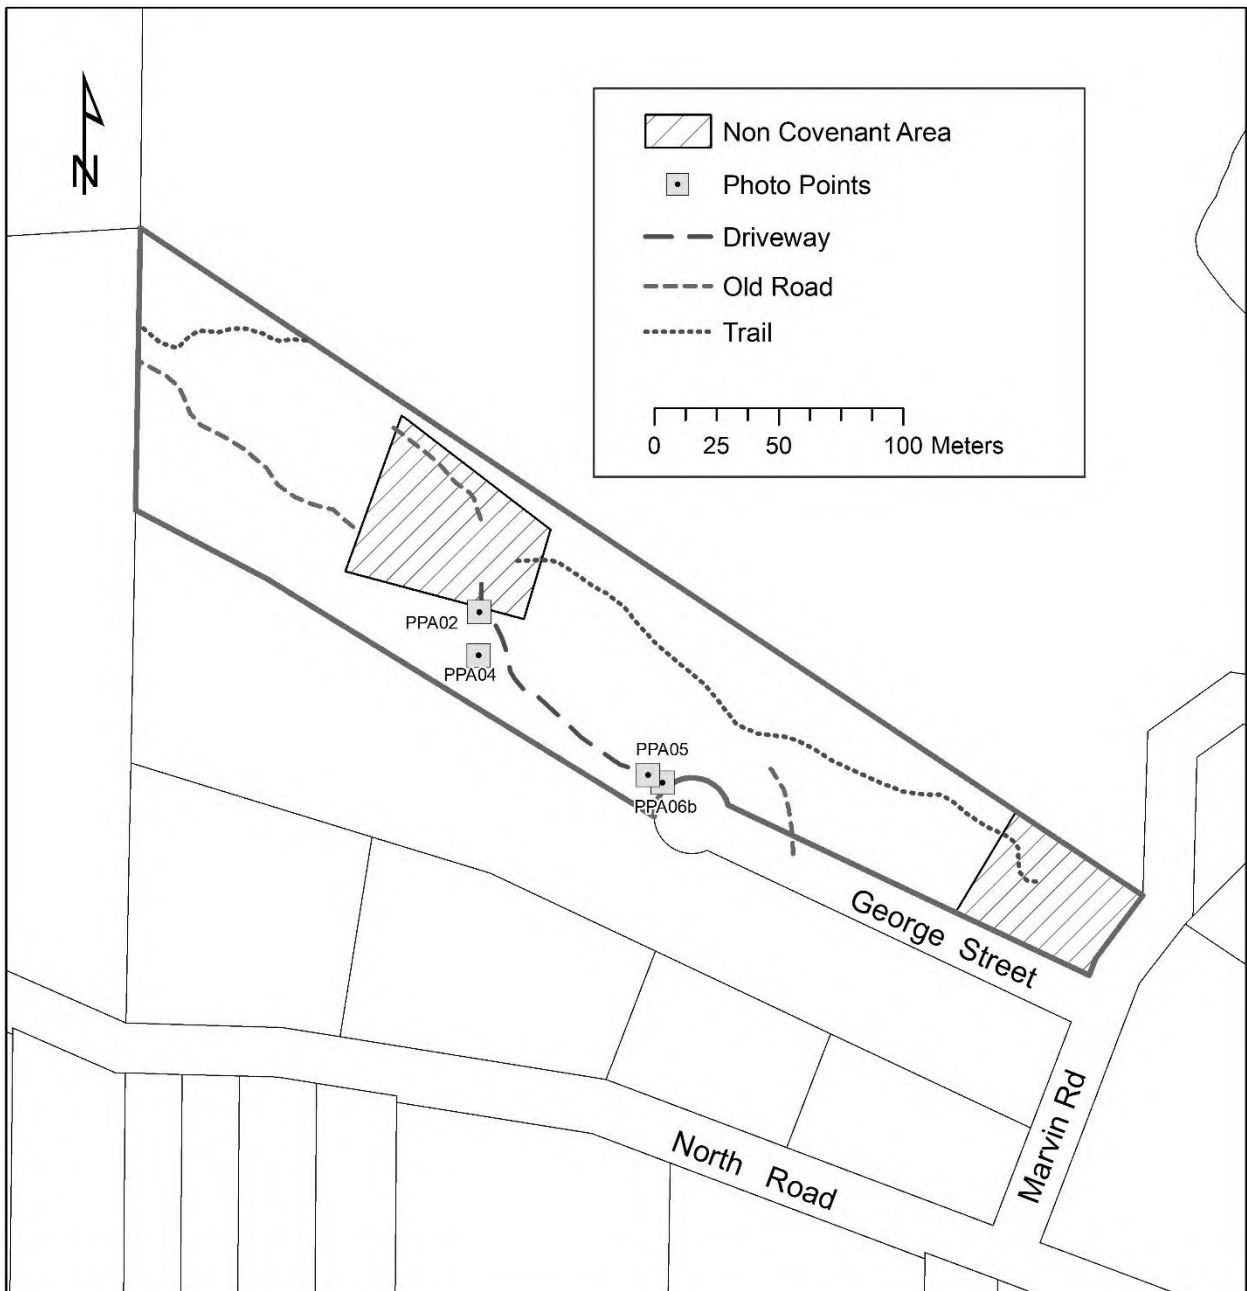 N
Non Covenant Area
Photo Points
Driveway
Old Road
Trail
0 25 50 100 Meters
PPA02
PPA04
PPA05
PPA06b
George Street
Marvin Rd
North Road